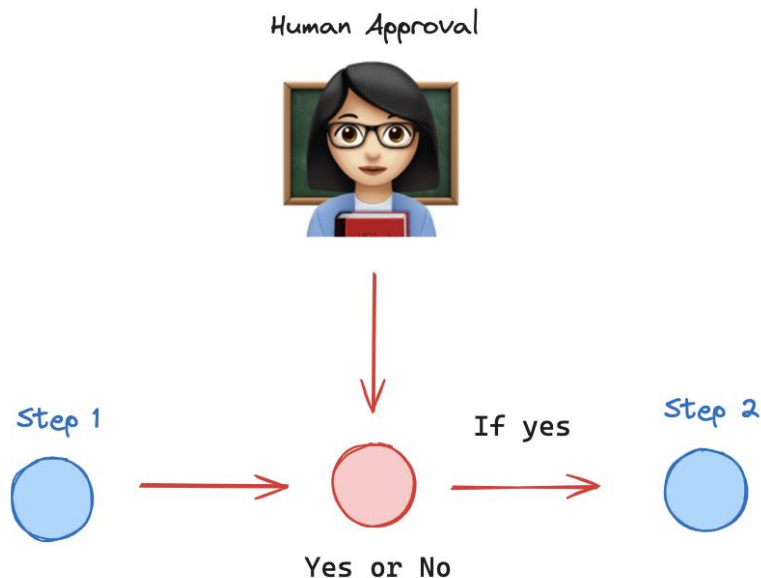 Human Approval
Step 1
If yes
Step 2
Yes or No